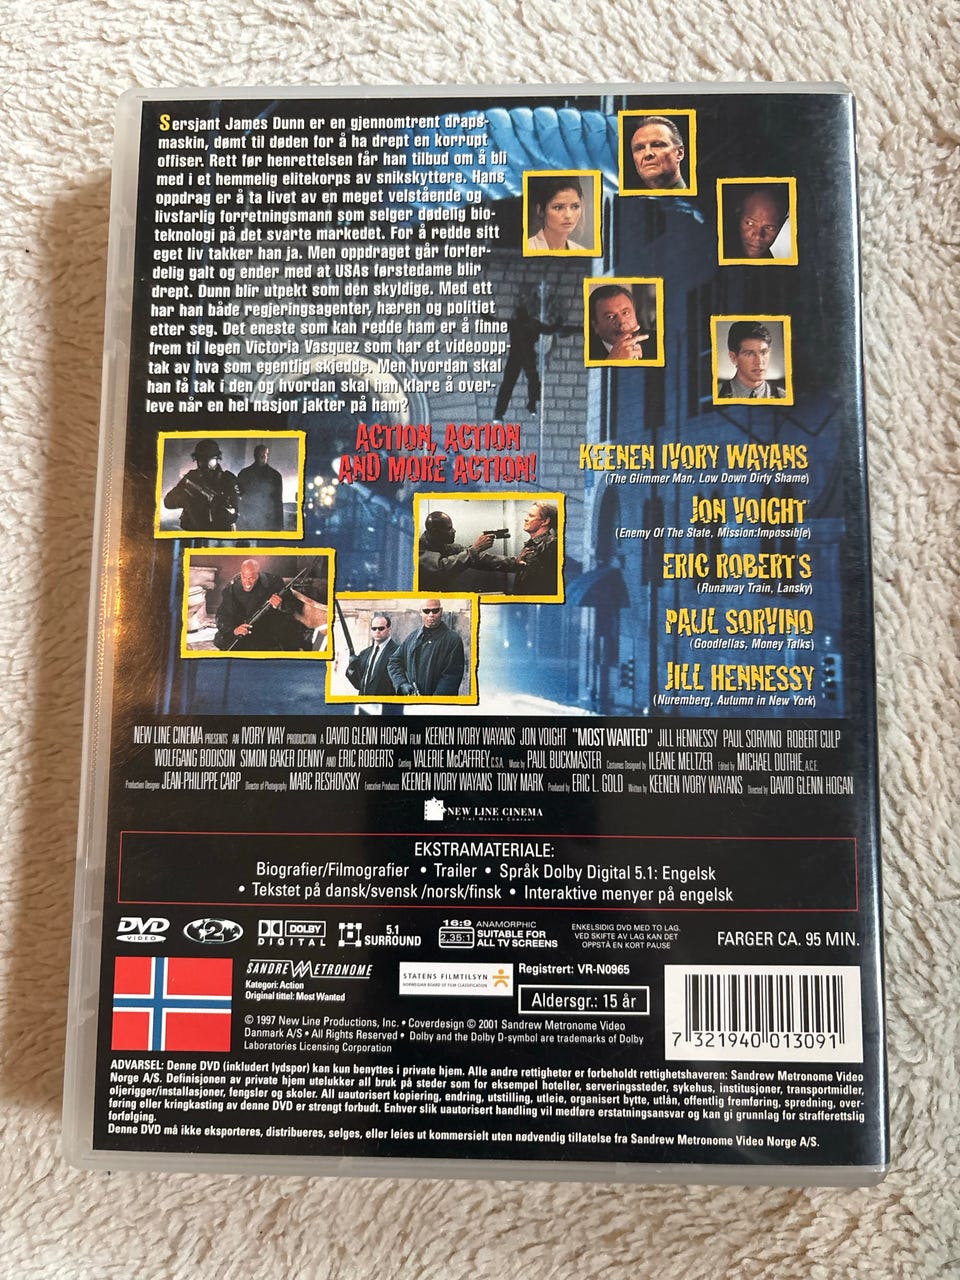 Sersjant James Dunn er en gjennomtrent draps-
maskin, dømt til døden for å ha drept en korrupt
offiser. Rett før henrettelsen får han tilbud om å bli
med i et hemmelig elitekorps av snikskyttere. Hans
oppdrag er å ta livet av en meget velstående og
livsfarlig forretningsmann som selger dødelig bio-
teknologi på det svarte markedet. For å redde sitt
eget liv takker han ja. Men oppdraget går forfer-
delig galt og ender med at USAs førstedame blir
drept. Dunn blir utpekt som den skyldige. Med ett
har han både regjeringsagenter, hæren og politiet
etter seg. Det eneste som kan redde ham er å finne
frem til legen Victoria Vasquez som har et videoopp-
tak av hva som egentlig skjedde. Men hvordan skal
han få tak i den og hvordan skal han klare å over-
leve når en hel nasjon jakter på ham?
ACTION, ACTION
AND MORE ACTION!
KEENEN IVORY WAYANS
(The Glimmer Man, Low Down Dirty Shame)
JON VOIGHT
(Enemy Of The State, Mission:Impossible)
ERIC ROBERTS
(Runaway Train, Lansky)
PAUL SORVINO
(Goodfellas, Money Talks)
JILL HENNESSY
(Nuremberg, Autumn in New York)
NEW LINE CINEMA PRESENTS AN IVORY WAY PRODUCTION A DAVID GLENN HOGAN FILM KEENEN IVORY WAYANS JON VOIGHT "MOST WANTED" JILL HENNESSY PAUL SORVINO ROBERT CULP
WOLFGANG BODISON SIMON BAKER DENNY AND ERIC ROBERTS Casting VALERIE McCAFFREY, C.S.A. Music by PAUL BUCKMASTER Costumes Designed by ILEANE MELTZER Edited by MICHAEL DUTHIE, A.C.E.
Production Designer JEAN-PHILIPPE CARP Director of Photography MARC RESHOVSKY Executive Producers KEENEN IVORY WAYANS TONY MARK Produced by ERIC L. GOLD Written by KEENEN IVORY WAYANS Directed by DAVID GLENN HOGAN
NEW LINE CINEMA
A Time Warner Company
EKSTRAMATERIALE:
Biografier/Filmografier • Trailer • Språk Dolby Digital 5.1: Engelsk
• Tekstet på dansk/svensk /norsk/finsk • Interaktive menyer på engelsk
DVD VIDEO
2
DOLBY DIGITAL
5.1 SURROUND
16:9 ANAMORPHIC
2.35:1 SUITABLE FOR ALL TV SCREENS
ENKELSIDIG DVD MED TO LAG.
VED SKIFTE AV LAG KAN DET
OPPSTÅ EN KORT PAUSE
FARGER CA. 95 MIN.
SANDREW METRONOME
Kategori: Action
Original tittel: Most Wanted
STATENS FILMTILSYN
NORWEGIAN BOARD OF FILM CLASSIFICATION
Registrert: VR-N0965
Aldersgr.: 15 år
© 1997 New Line Productions, Inc. • Coverdesign © 2001 Sandrew Metronome Video
Danmark A/S • All Rights Reserved • Dolby and the Dolby D-symbol are trademarks of Dolby
Laboratories Licensing Corporation
7 321940 013091
ADVARSEL: Denne DVD (inkludert lydspor) kan kun benyttes i private hjem. Alle andre rettigheter er forbeholdt rettighetshaveren: Sandrew Metronome Video
Norge A/S. Definisjonen av private hjem utelukker all bruk på steder som for eksempel hoteller, serveringssteder, sykehus, institusjoner, transportmidler,
oljerigger/installasjoner, fengsler og skoler. All uautorisert kopiering, endring, utstilling, utleie, organisert bytte, utlån, offentlig fremføring, spredning, over-
føring eller kringkasting av denne DVD er strengt forbudt. Enhver slik uautorisert handling vil medføre erstatningsansvar og kan gi grunnlag for strafferettslig
forfølging.
Denne DVD må ikke eksporteres, distribueres, selges, eller leies ut kommersielt uten nødvendig tillatelse fra Sandrew Metronome Video Norge A/S.